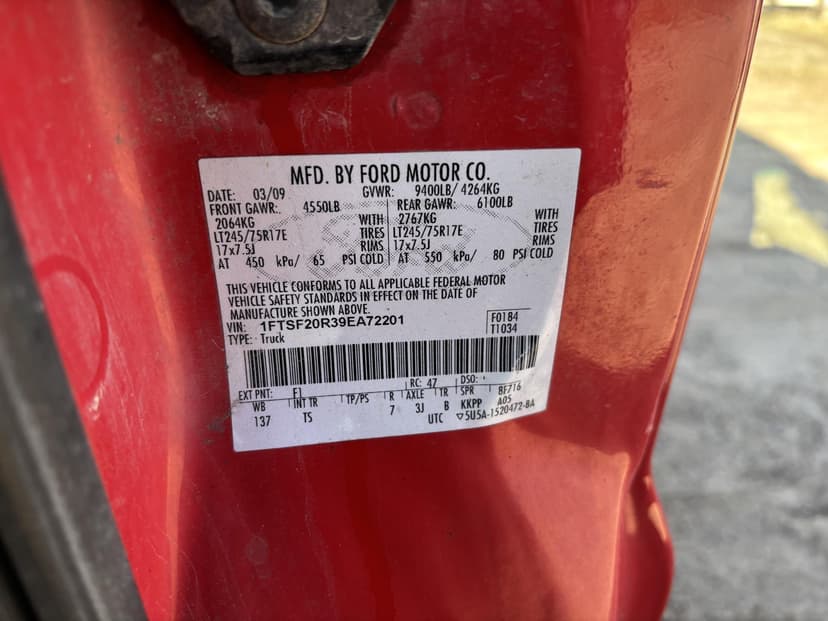 MFD. BY FORD MOTOR CO.
DATE: 03/09 GVWR: 9400LB/ 4264KG
FRONT GAWR: 4550LB REAR GAWR: 6100LB
2064KG WITH 2767KG WITH
LT245/75R17E TIRES LT245/75R17E TIRES
17x7.5J RIMS 17x7.5J RIMS
AT 450 kPa/ 65 PSI COLD AT 550 kPa/ 80 PSI COLD
THIS VEHICLE CONFORMS TO ALL APPLICABLE FEDERAL MOTOR
VEHICLE SAFETY STANDARDS IN EFFECT ON THE DATE OF
MANUFACTURE SHOWN ABOVE.
VIN: 1FTSF20R39EA72201 F0184
TYPE: Truck T1034
EXT PNT: F1 RC: 47 DSO:
WB INT TR TP/PS R AXLE TR SPR BF716
137 TS 7 3J B KKPP A05
UTC ▽5U5A-1520472-BA